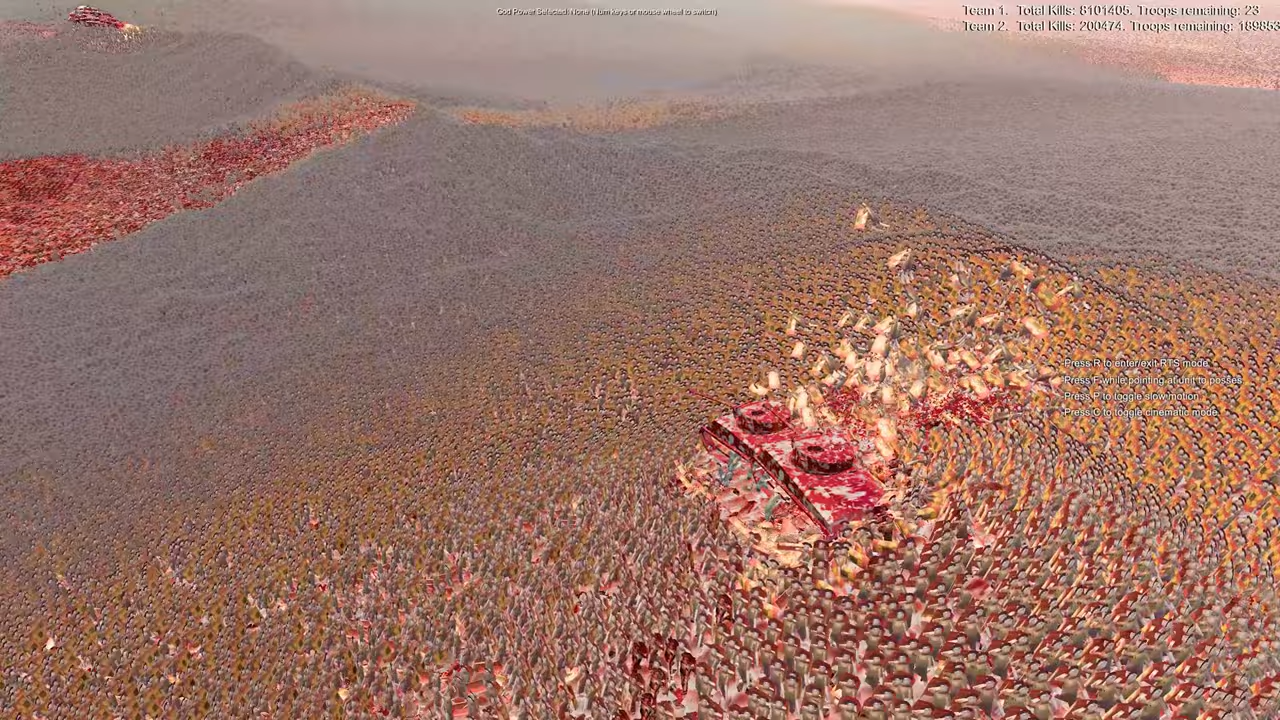 God Power Selected: None (Num keys or mouse wheel to switch)
Team 1. Total Kills: 8101405. Troops remaining: 23
Team 2. Total Kills: 200474. Troops remaining: 189853
Press R to enter/exit RTS mode
Press F while pointing at unit to posses
Press P to toggle slow motion
Press C to toggle cinematic mode